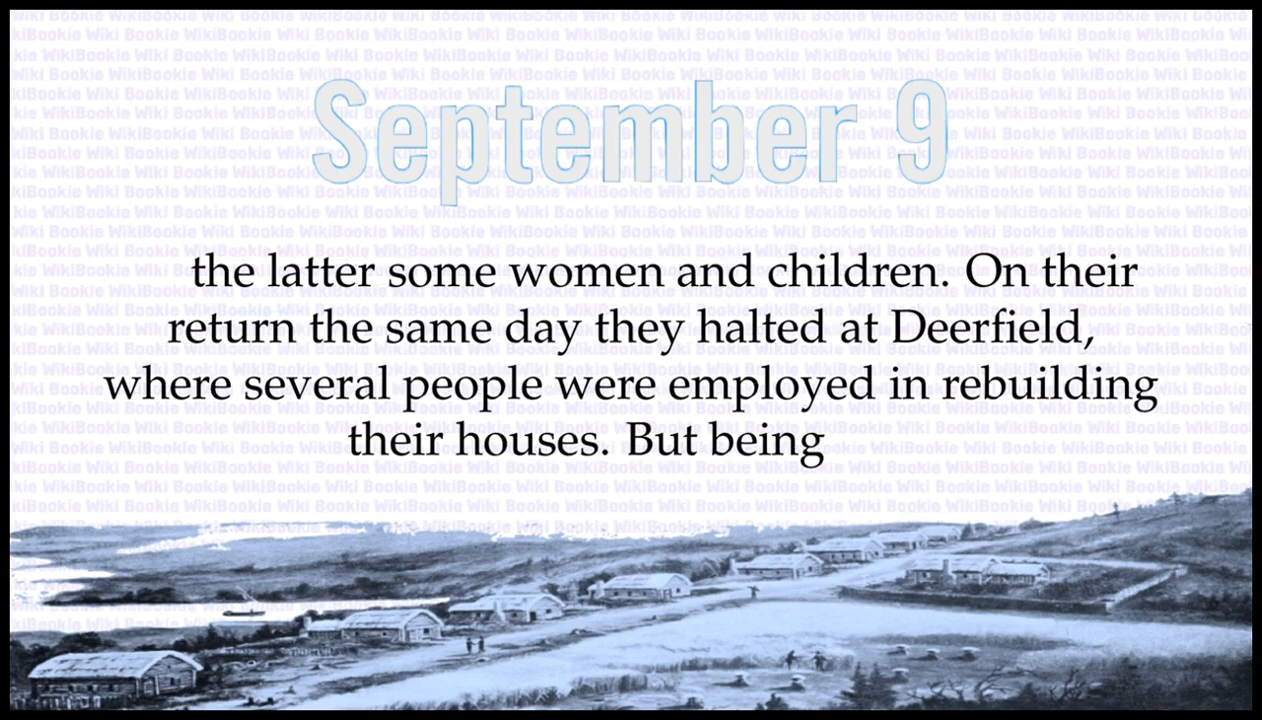 September 9
the latter some women and children. On their
return the same day they halted at Deerfield,
where several people were employed in rebuilding
their houses. But being